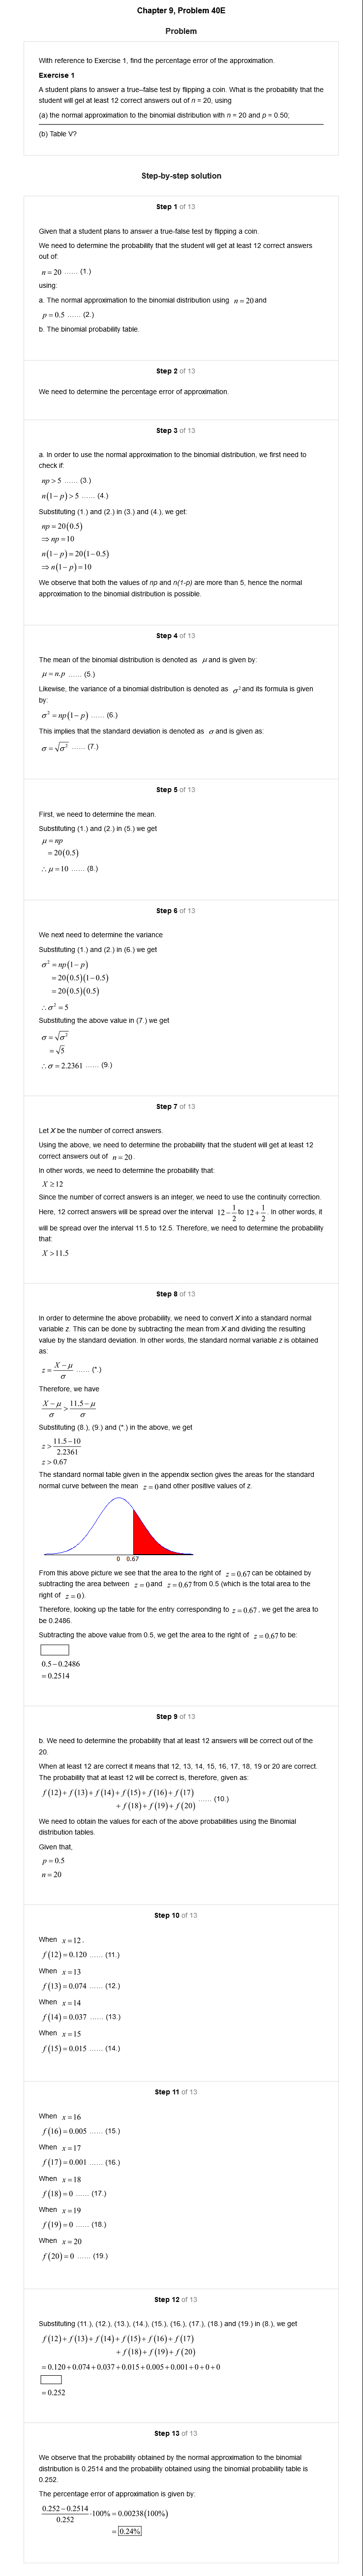 Chapter 9, Problem 40E
Problem
With reference to Exercise 1, find the percentage error of the approximation.
Exercise 1
A student plans to answer a true–false test by flipping a coin. What is the probability that the
student will gel at least 12 correct answers out of n = 20, using
(a) the normal approximation to the binomial distribution with n = 20 and p = 0.50;
(b) Table V?
Step-by-step solution
Step 1 of 13
Given that a student plans to answer a true-false test by flipping a coin.
We need to determine the probability that the student will get at least 12 correct answers
out of:
n = 20 ...... (1.)
using:
a. The normal approximation to the binomial distribution using n = 20 and
p = 0.5 ...... (2.)
b. The binomial probability table.
Step 2 of 13
We need to determine the percentage error of approximation.
Step 3 of 13
a. In order to use the normal approximation to the binomial distribution, we first need to
check if:
np > 5 ...... (3.)
n(1−p) > 5 ...... (4.)
Substituting (1.) and (2.) in (3.) and (4.), we get:
np = 20(0.5)
⇒ np = 10
n(1−p) = 20(1−0.5)
⇒ n(1−p) = 10
We observe that both the values of np and n(1-p) are more than 5, hence the normal
approximation to the binomial distribution is possible.
Step 4 of 13
The mean of the binomial distribution is denoted as μ and is given by:
μ = n.p ...... (5.)
Likewise, the variance of a binomial distribution is denoted as σ² and its formula is given
by:
σ² = np(1−p) ...... (6.)
This implies that the standard deviation is denoted as σ and is given as:
σ = √σ² ...... (7.)
Step 5 of 13
First, we need to determine the mean.
Substituting (1.) and (2.) in (5.) we get
μ = np
= 20(0.5)
∴ μ = 10 ...... (8.)
Step 6 of 13
We next need to determine the variance
Substituting (1.) and (2.) in (6.) we get
σ² = np(1−p)
= 20(0.5)(1−0.5)
= 20(0.5)(0.5)
∴ σ² = 5
Substituting the above value in (7.) we get
σ = √σ²
= √5
∴ σ = 2.2361 ...... (9.)
Step 7 of 13
Let X be the number of correct answers.
Using the above, we need to determine the probability that the student will get at least 12
correct answers out of n = 20.
In other words, we need to determine the probability that:
X ≥ 12
Since the number of correct answers is an integer, we need to use the continuity correction.
Here, 12 correct answers will be spread over the interval 12 − 1/2 to 12 + 1/2. In other words, it
will be spread over the interval 11.5 to 12.5. Therefore, we need to determine the probability
that:
X > 11.5
Step 8 of 13
In order to determine the above probability, we need to convert X into a standard normal
variable z. This can be done by subtracting the mean from X and dividing the resulting
value by the standard deviation. In other words, the standard normal variable z is obtained
as:
z = (X − μ)/σ ...... (*.)
Therefore, we have
(X − μ)/σ > (11.5 − μ)/σ
Substituting (8.), (9.) and (*.) in the above, we get
z > (11.5 − 10)/2.2361
z > 0.67
The standard normal table given in the appendix section gives the areas for the standard
normal curve between the mean z = 0 and other positive values of z.
0 0.67
From this above picture we see that the area to the right of z = 0.67 can be obtained by
subtracting the area between z = 0 and z = 0.67 from 0.5 (which is the total area to the
right of z = 0).
Therefore, looking up the table for the entry corresponding to z = 0.67, we get the area to
be 0.2486.
Subtracting the above value from 0.5, we get the area to the right of z = 0.67 to be:
0.5 − 0.2486
= 0.2514
Step 9 of 13
b. We need to determine the probability that at least 12 answers will be correct out of the
20.
When at least 12 are correct it means that 12, 13, 14, 15, 16, 17, 18, 19 or 20 are correct.
The probability that at least 12 will be correct is, therefore, given as:
f(12) + f(13) + f(14) + f(15) + f(16) + f(17)
+ f(18) + f(19) + f(20) ...... (10.)
We need to obtain the values for each of the above probabilities using the Binomial
distribution tables.
Given that,
p = 0.5
n = 20
Step 10 of 13
When x = 12,
f(12) = 0.120 ...... (11.)
When x = 13
f(13) = 0.074 ...... (12.)
When x = 14
f(14) = 0.037 ...... (13.)
When x = 15
f(15) = 0.015 ...... (14.)
Step 11 of 13
When x = 16
f(16) = 0.005 ...... (15.)
When x = 17
f(17) = 0.001 ...... (16.)
When x = 18
f(18) = 0 ...... (17.)
When x = 19
f(19) = 0 ...... (18.)
When x = 20
f(20) = 0 ...... (19.)
Step 12 of 13
Substituting (11.), (12.), (13.), (14.), (15.), (16.), (17.), (18.) and (19.) in (8.), we get
f(12) + f(13) + f(14) + f(15) + f(16) + f(17)
+ f(18) + f(19) + f(20)
= 0.120 + 0.074 + 0.037 + 0.015 + 0.005 + 0.001 + 0 + 0 + 0
= 0.252
Step 13 of 13
We observe that the probability obtained by the normal approximation to the binomial
distribution is 0.2514 and the probability obtained using the binomial probability table is
0.252.
The percentage error of approximation is given by:
(0.252 − 0.2514)/0.252 · 100% = 0.00238(100%)
= 0.24%